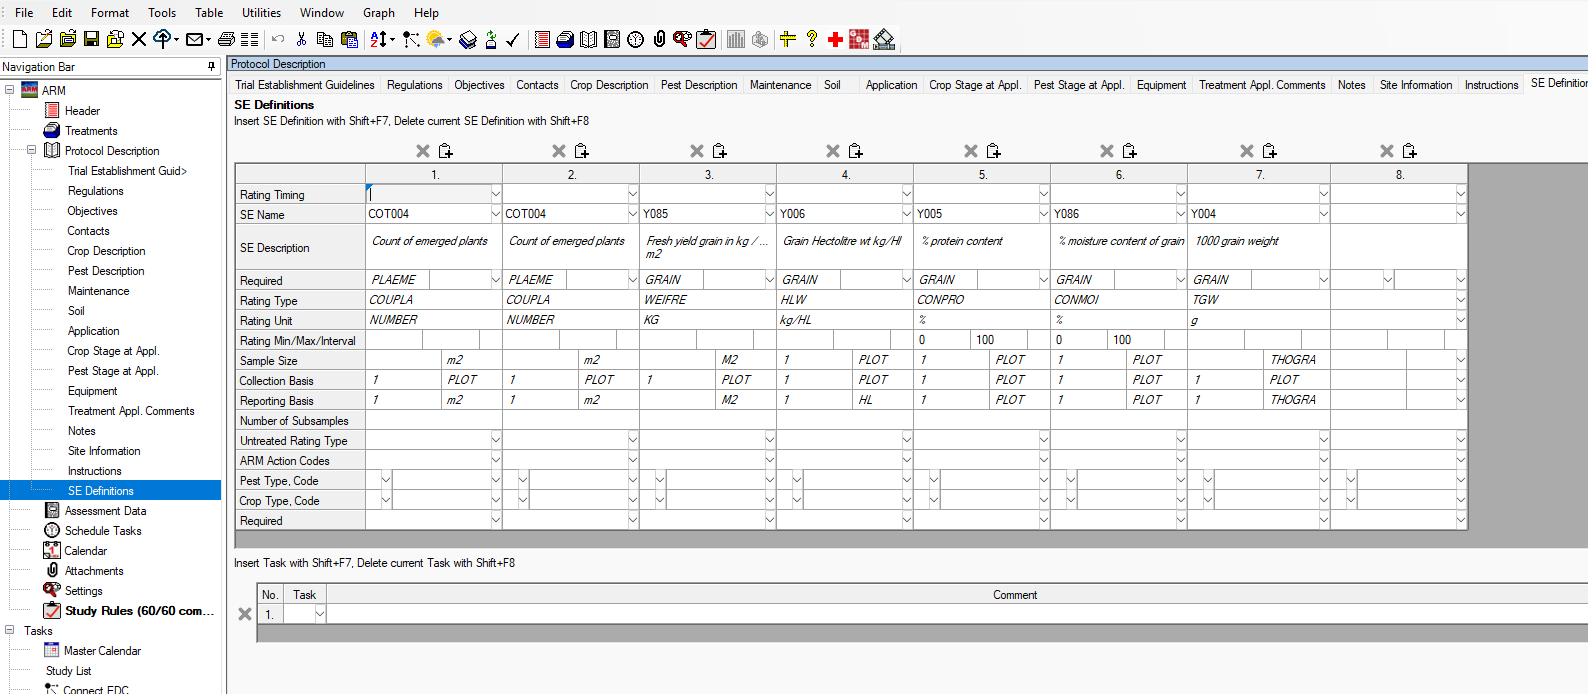 File Edit Format Tools Table Utilities Window Graph Help
Navigation Bar
ARM
Header
Treatments
Protocol Description
Trial Establishment Guid>
Regulations
Objectives
Contacts
Crop Description
Pest Description
Maintenance
Soil
Application
Crop Stage at Appl.
Pest Stage at Appl.
Equipment
Treatment Appl. Comments
Notes
Site Information
Instructions
SE Definitions
Assessment Data
Schedule Tasks
Calendar
Attachments
Settings
Study Rules (60/60 com...
Tasks
Master Calendar
Study List
Connect EDC
Protocol Description
Trial Establishment Guidelines Regulations Objectives Contacts Crop Description Pest Description Maintenance Soil Application Crop Stage at Appl. Pest Stage at Appl. Equipment Treatment Appl. Comments Notes Site Information Instructions SE Definitio
SE Definitions
Insert SE Definition with Shift+F7, Delete current SE Definition with Shift+F8
1. 2. 3. 4. 5. 6. 7. 8.
Rating Timing
SE Name COT004 COT004 Y085 Y006 Y005 Y086 Y004
SE Description Count of emerged plants Count of emerged plants Fresh yield grain in kg / ... m2 Grain Hectolitre wt kg/Hl % protein content % moisture content of grain 1000 grain weight
Required PLAEME PLAEME GRAIN GRAIN GRAIN GRAIN GRAIN
Rating Type COUPLA COUPLA WEIFRE HLW CONPRO CONMOI TGW
Rating Unit NUMBER NUMBER KG kg/HL % % g
Rating Min/Max/Interval 0 100 0 100
Sample Size m2 m2 M2 1 PLOT 1 PLOT 1 PLOT THOGRA
Collection Basis 1 PLOT 1 PLOT 1 PLOT 1 PLOT 1 PLOT 1 PLOT 1 PLOT
Reporting Basis 1 m2 1 m2 M2 1 HL 1 PLOT 1 PLOT 1 THOGRA
Number of Subsamples
Untreated Rating Type
ARM Action Codes
Pest Type, Code
Crop Type, Code
Required
Insert Task with Shift+F7, Delete current Task with Shift+F8
No. Task Comment
1.